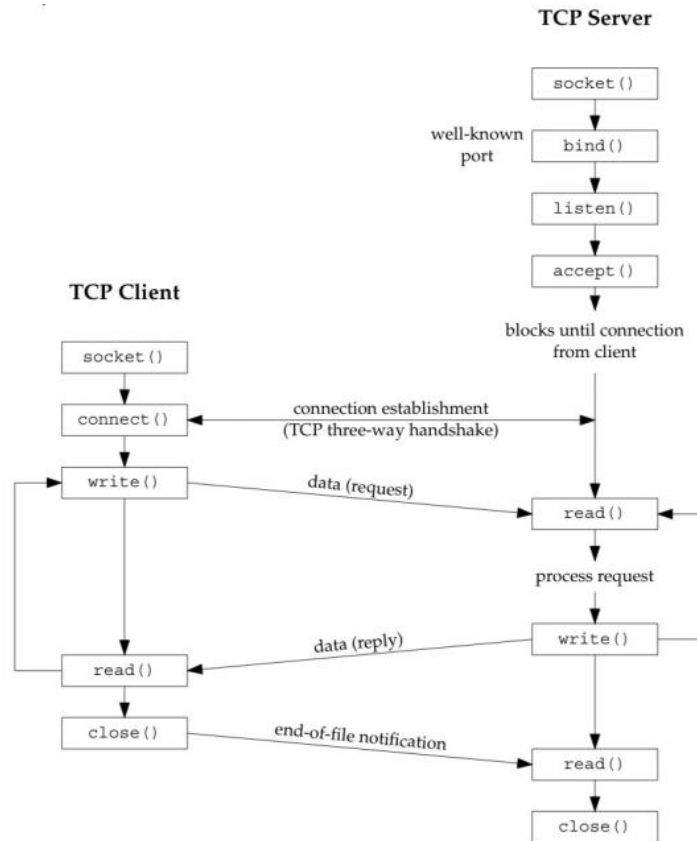 TCP Server
socket()
well-known
port
bind()
listen()
accept()
TCP Client
blocks until connection
from client
socket()
connection establishment
(TCP three-way handshake)
connect()
write()
data (request)
read()
process request
data (reply)
write()
read()
close()
end-of-file notification
read()
close()